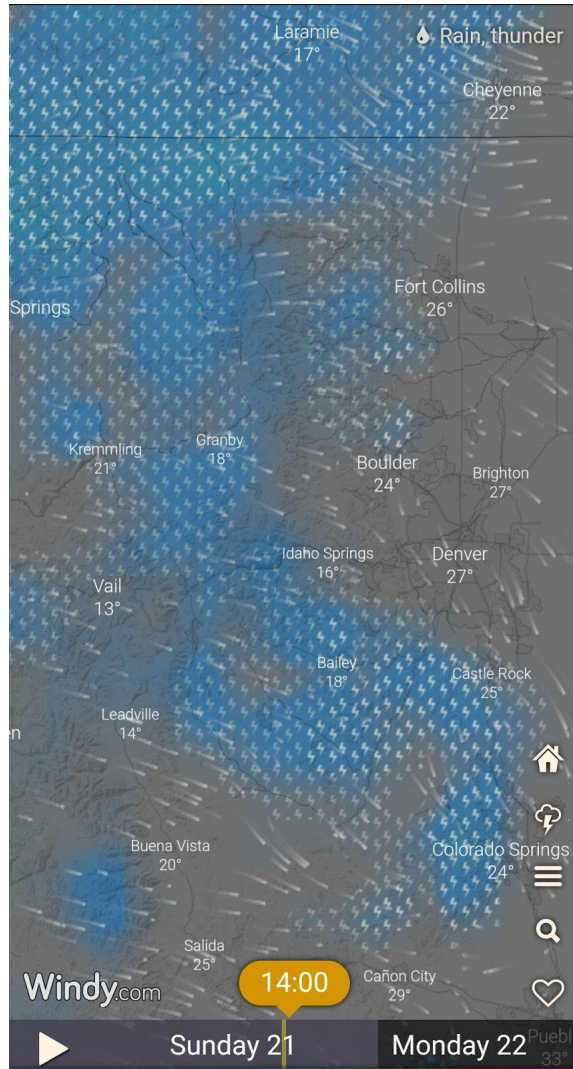 Laramie
17°
Rain, thunder
Cheyenne
22°
Fort Collins
26°
Springs
Kremmling
21°
Granby
18°
Boulder
24°
Brighton
27°
Idaho Springs
16°
Denver
27°
Vail
13°
Bailey
18°
Castle Rock
25°
Leadville
14°
en
Buena Vista
20°
Colorado Springs
24°
Salida
25°
Cañon City
29°
Windy.com
14:00
Sunday 21
Monday 22
Puebl
33°